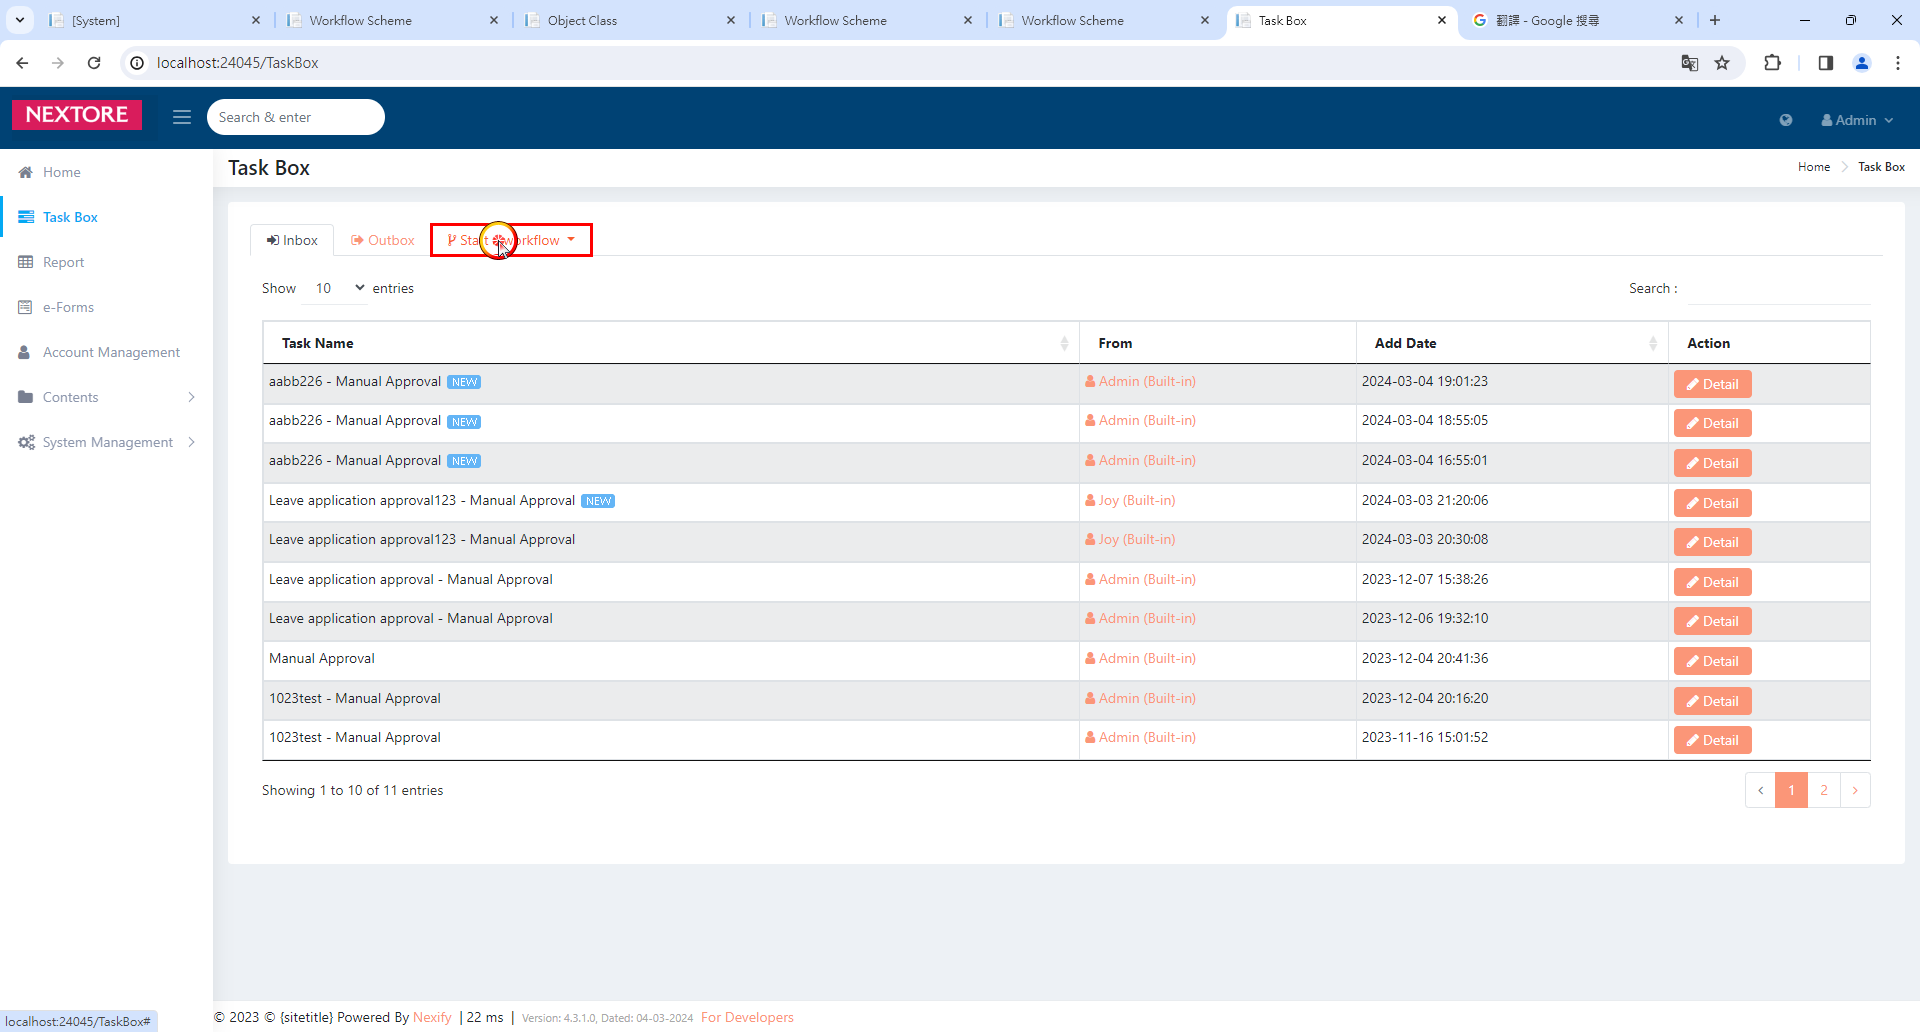 [System]
Workflow Scheme
Object Class
Workflow Scheme
Workflow Scheme
Task Box
翻譯 - Google 搜尋
localhost:24045/TaskBox
NEXTORE
Search & enter
Admin
Home
Task Box
Report
e-Forms
Account Management
Contents
System Management
Task Box
Home
Task Box
Inbox
Outbox
Show 10 entries
Search :
Task Name From Add Date Action
aabb226 - Manual Approval NEW Admin (Built-in) 2024-03-04 19:01:23 Detail
aabb226 - Manual Approval NEW Admin (Built-in) 2024-03-04 18:55:05 Detail
aabb226 - Manual Approval NEW Admin (Built-in) 2024-03-04 16:55:01 Detail
Leave application approval123 - Manual Approval NEW Joy (Built-in) 2024-03-03 21:20:06 Detail
Leave application approval123 - Manual Approval Joy (Built-in) 2024-03-03 20:30:08 Detail
Leave application approval - Manual Approval Admin (Built-in) 2023-12-07 15:38:26 Detail
Leave application approval - Manual Approval Admin (Built-in) 2023-12-06 19:32:10 Detail
Manual Approval Admin (Built-in) 2023-12-04 20:41:36 Detail
1023test - Manual Approval Admin (Built-in) 2023-12-04 20:16:20 Detail
1023test - Manual Approval Admin (Built-in) 2023-11-16 15:01:52 Detail
Showing 1 to 10 of 11 entries
‹ 1 2 ›
© 2023 © {sitetitle} Powered By Nexify | 22 ms | Version: 4.3.1.0, Dated: 04-03-2024 For Developers
localhost:24045/TaskBox#